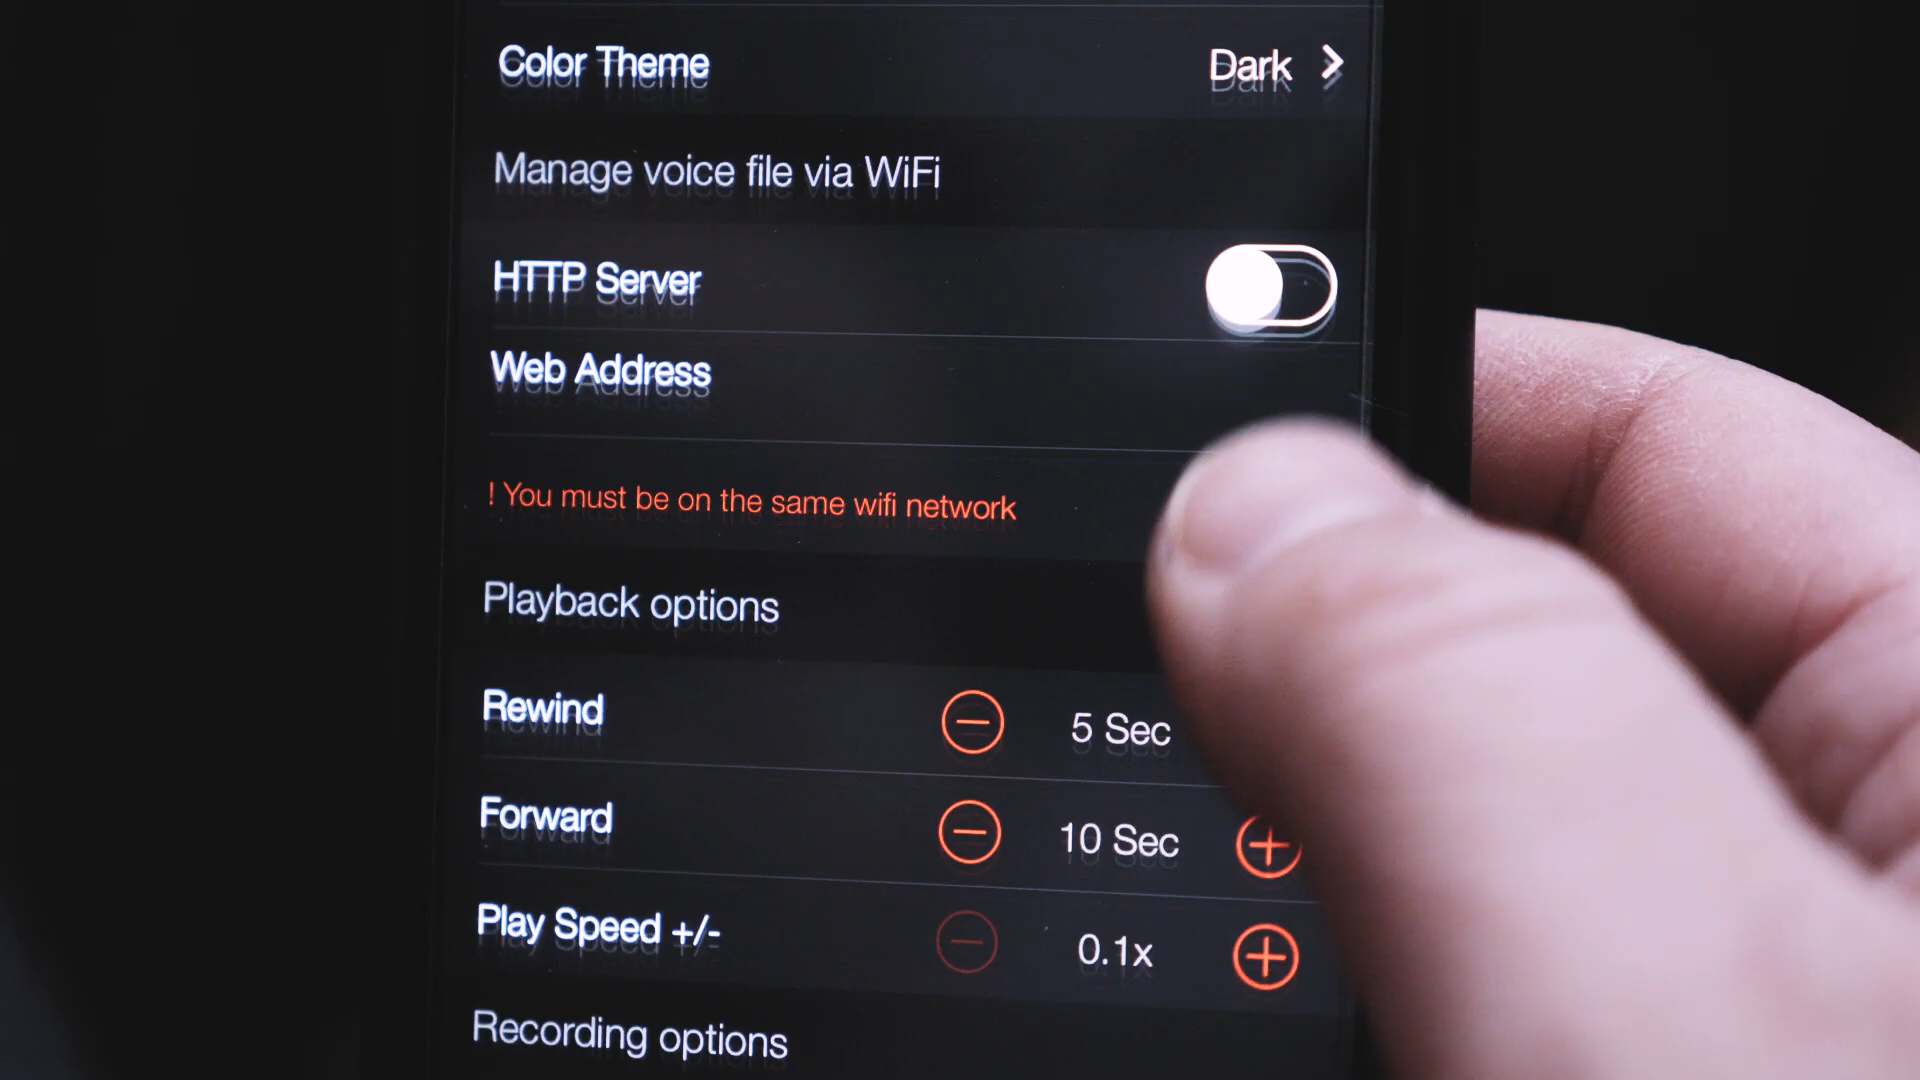 Color Theme
Dark
Manage voice file via WiFi
HTTP Server
Web Address
! You must be on the same wifi network
Playback options
Rewind
5 Sec
Forward
10 Sec
Play Speed +/-
0.1x
Recording options